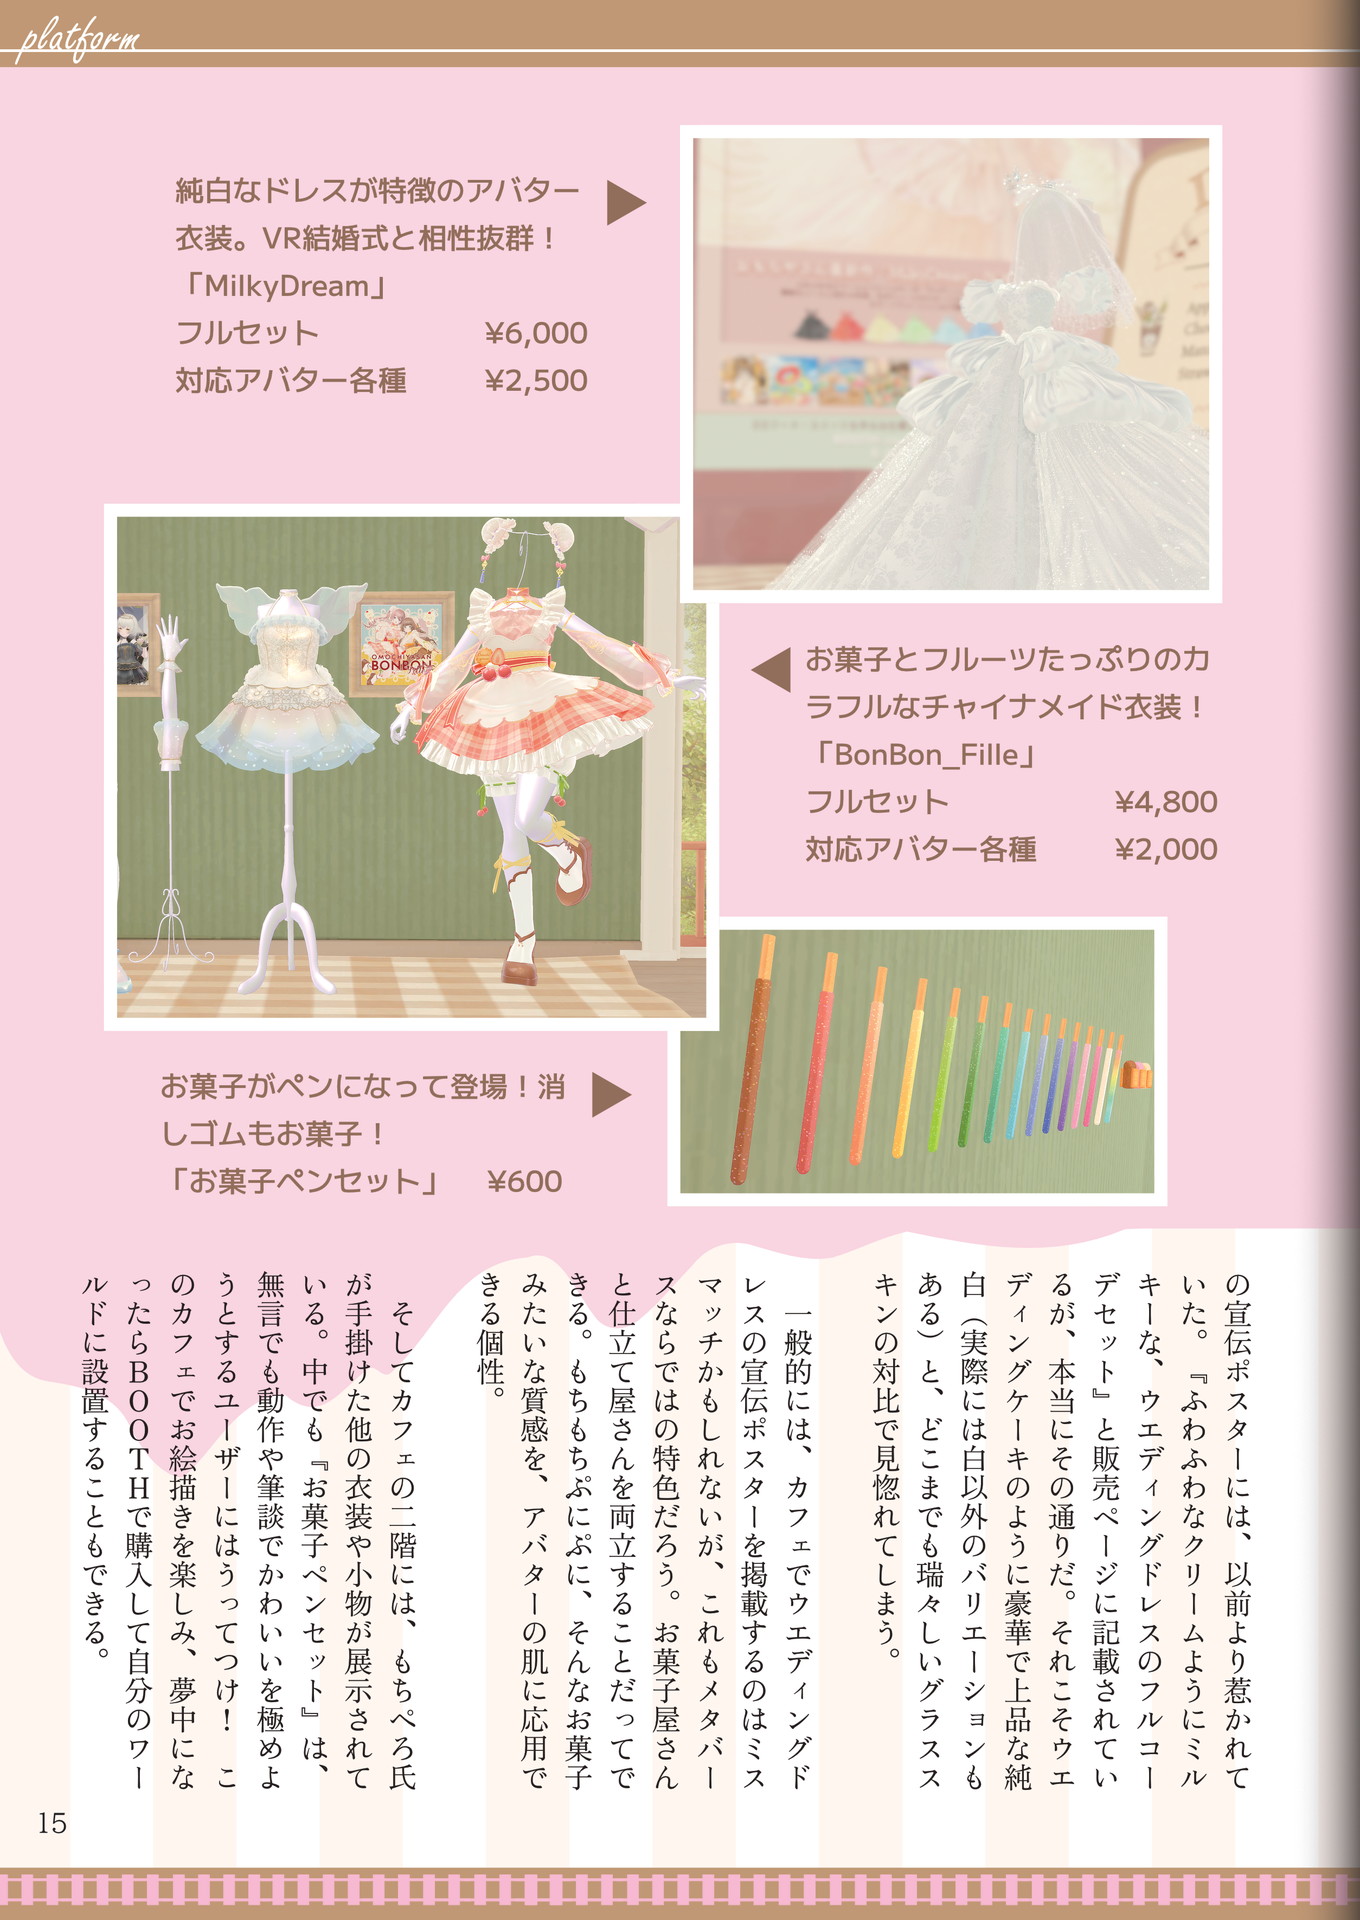 platform
純白なドレスが特徴のアバター
衣装。VR結婚式と相性抜群！
「MilkyDream」
フルセット ¥6,000
対応アバター各種 ¥2,500
OMOCHIYASAN
BONBON
お菓子とフルーツたっぷりのカ
ラフルなチャイナメイド衣装！
「BonBon_Fille」
フルセット ¥4,800
対応アバター各種 ¥2,000
お菓子がペンになって登場！消
しゴムもお菓子！
「お菓子ペンセット」 ¥600
の宣伝ポスターには、以前より惹かれて
いた。『ふわふわなクリームようにミル
キーな、ウエディングドレスのフルコー
デセット』と販売ページに記載されてい
るが、本当にその通りだ。それこそウエ
ディングケーキのように豪華で上品な純
白（実際には白以外のバリエーションも
ある）と、どこまでも瑞々しいグラスス
キンの対比で見惚れてしまう。
一般的には、カフェでウエディングド
レスの宣伝ポスターを掲載するのはミス
マッチかもしれないが、これもメタバー
スならではの特色だろう。お菓子屋さん
と仕立て屋さんを両立することだってで
きる。もちもちぷにぷに、そんなお菓子
みたいな質感を、アバターの肌に応用で
きる個性。
そしてカフェの二階には、もちぺろ氏
が手掛けた他の衣装や小物が展示されて
いる。中でも『お菓子ペンセット』は、
無言でも動作や筆談でかわいいを極めよ
うとするユーザーにはうってつけ！　こ
のカフェでお絵描きを楽しみ、夢中にな
ったらBOOTHで購入して自分のワー
ルドに設置することもできる。
15